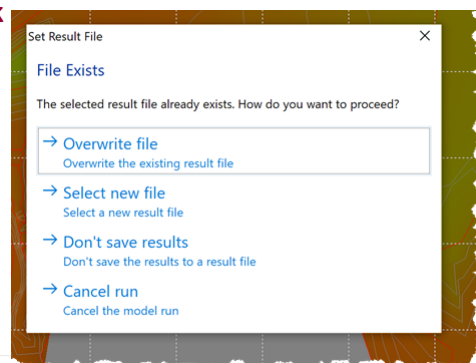 Set Result File
File Exists
The selected result file already exists. How do you want to proceed?
Overwrite file
Overwrite the existing result file
Select new file
Select a new result file
Don't save results
Don't save the results to a result file
Cancel run
Cancel the model run